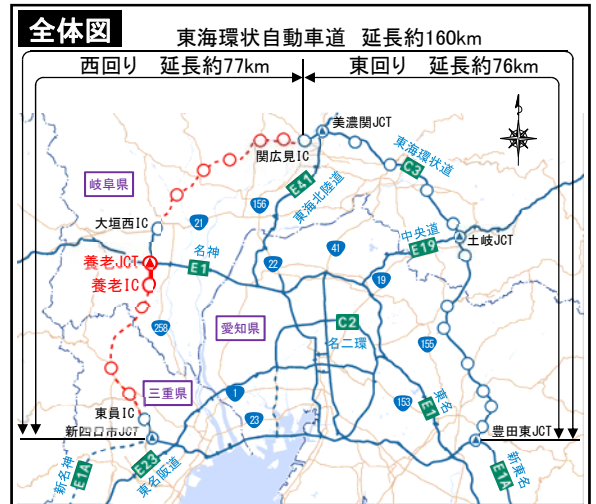 全体図
東海環状自動車道 延長約160km
西回り 延長約77km
東回り 延長約76km
美濃関JCT
関広見IC
東海環状道
C3
岐阜県
156
E41
東海北陸道
大垣西IC
21
中央道
土岐JCT
41
E19
名神
養老JCT
E1
22
19
養老IC
258
愛知県
C2
名二環
155
三重県
1
153
E1
東名
東員IC
23
新四日市JCT
豊田東JCT
新名神
E1A
E23
東名阪道
新東名
E1A